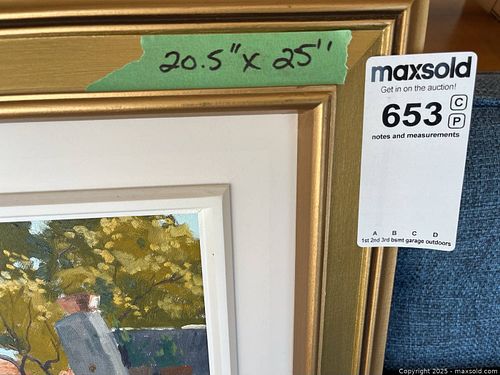 20.5" x 25"
maxsold
Get in on the auction!
653
C
P
notes and measurements
A B C D
1st 2nd 3rd bsmt garage outdoors
Copyright 2025 - maxsold.com